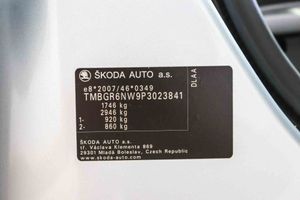 ŠKODA AUTO a.s.
e8*2007/46*0349
TMBGR6NW9P3023841
1746 kg
2946 kg
1- 920 kg
2- 860 kg
DLAA
ŠKODA AUTO a.s.
tř. Václava Klementa 869
29301 Mladá Boleslav, Czech Republic
www.skoda-auto.com